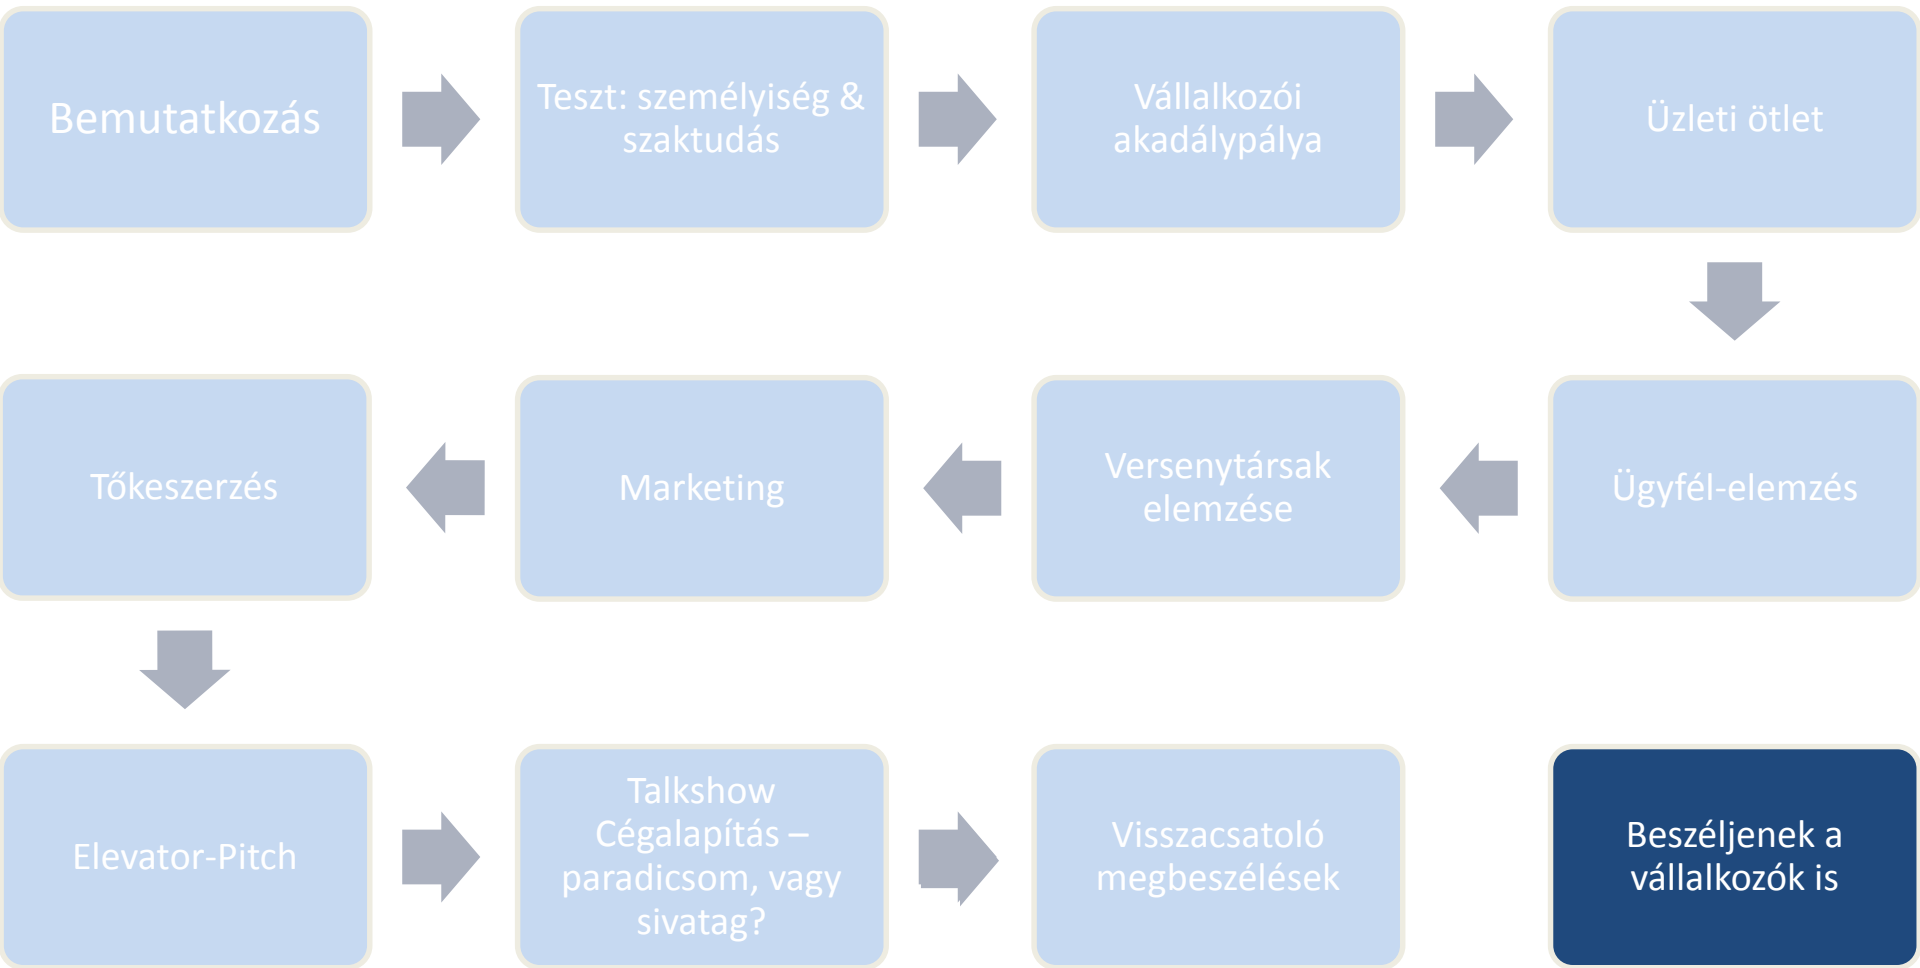 Bemutatkozás
Teszt: személyiség &
szaktudás
Vállalkozói
akadálypálya
Üzleti ötlet
Tőkeszerzés
Marketing
Versenytársak
elemzése
Ügyfél-elemzés
Elevator-Pitch
Talkshow
Cégalapítás –
paradicsom, vagy
sivatag?
Visszacsatoló
megbeszélések
Beszéljenek a
vállalkozók is